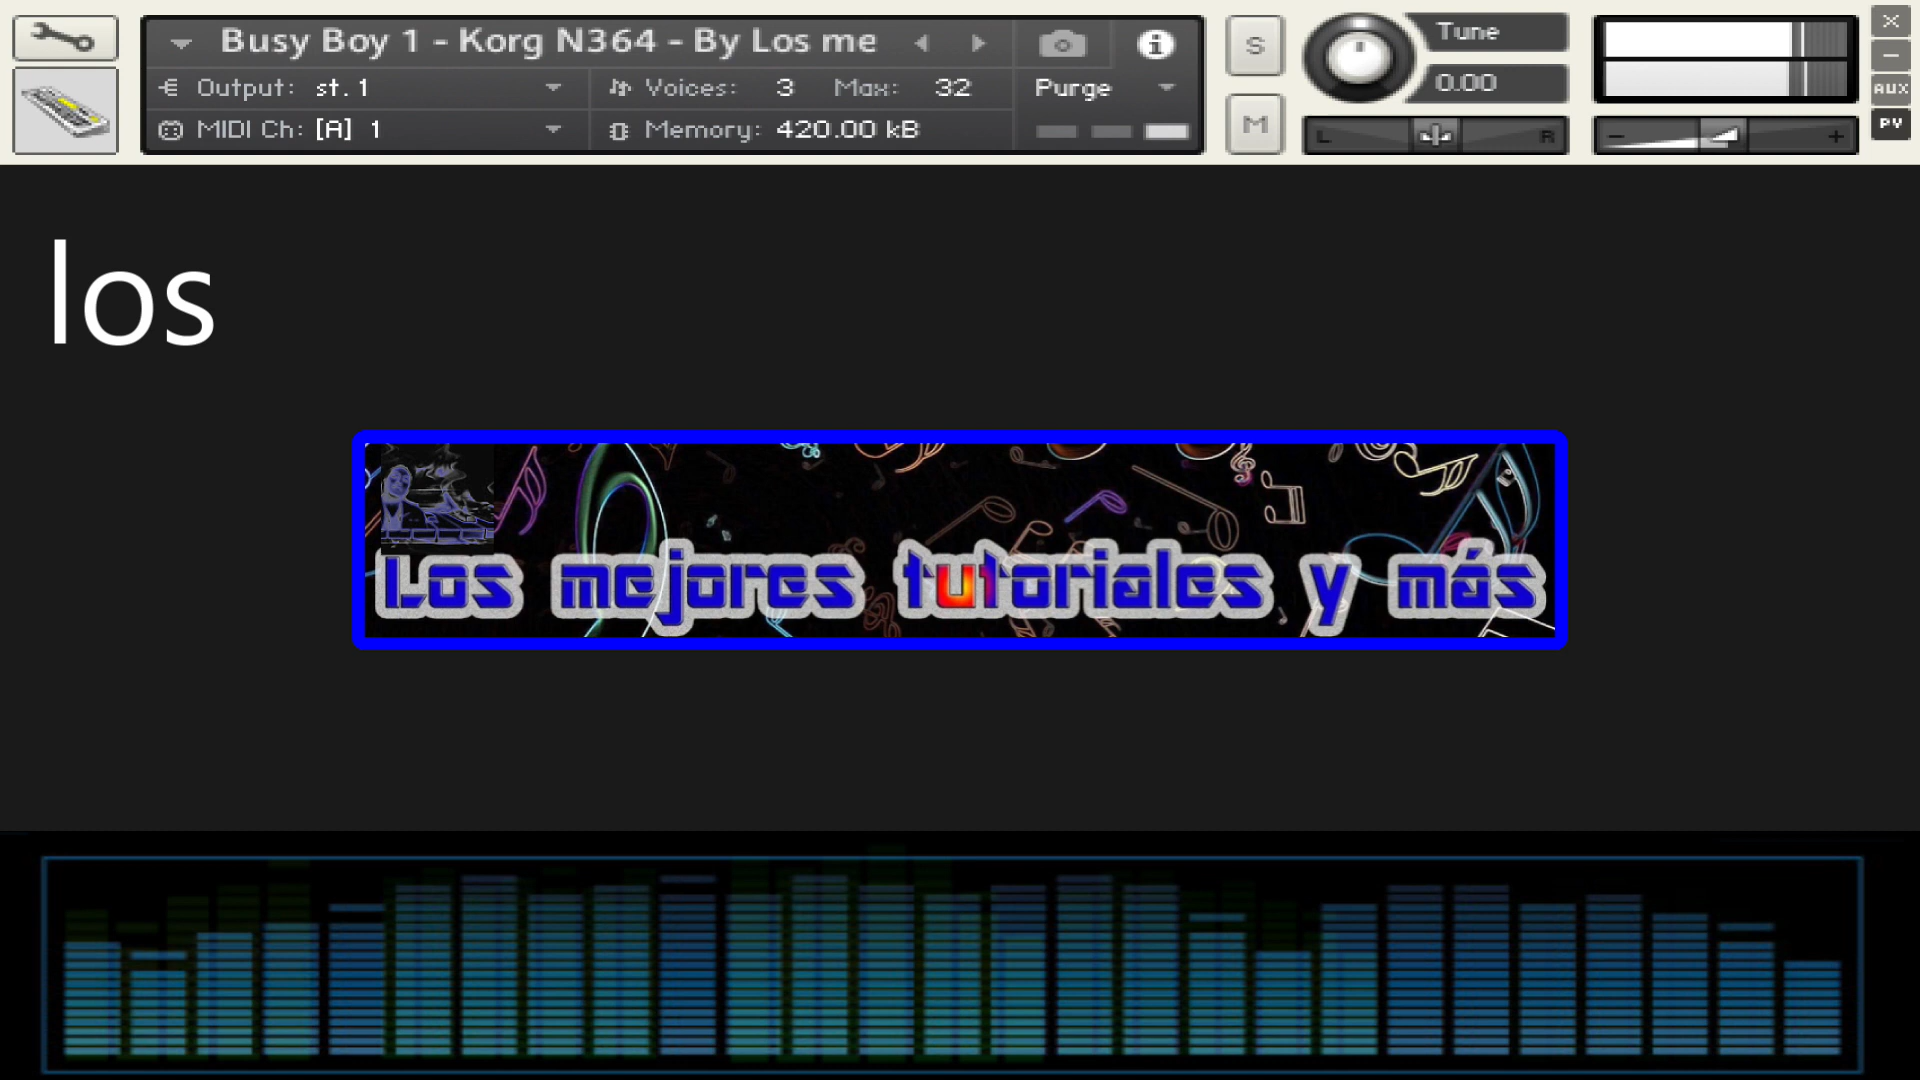 Busy Boy 1 - Korg N364 - By Los me
Output: st. 1
Voices: 3 Max: 32
Purge
MIDI Ch: [A] 1
Memory: 420.00 kB
S
M
Tune
0.00
L R
- +
×
–
AUX
PV
los
Los mejores tutoriales y más